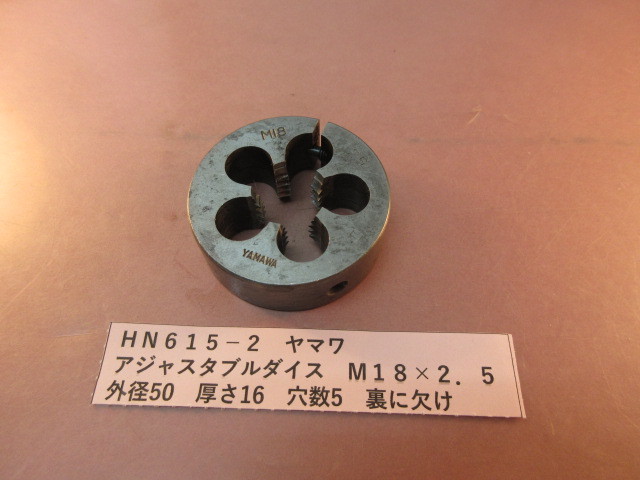 M18
YAMAWA
HN615-2 ヤマワ
アジャスタブルダイス M18×2.5
外径50 厚さ16 穴数5 裏に欠け